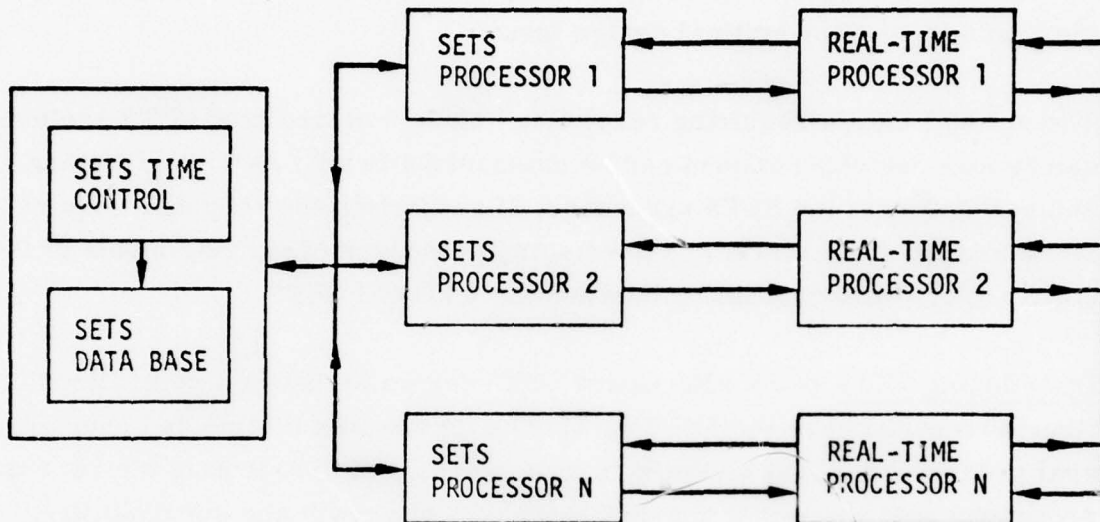 SETS TIME
CONTROL
SETS
DATA BASE
SETS
PROCESSOR 1
REAL-TIME
PROCESSOR 1
SETS
PROCESSOR 2
REAL-TIME
PROCESSOR 2
SETS
PROCESSOR N
REAL-TIME
PROCESSOR N